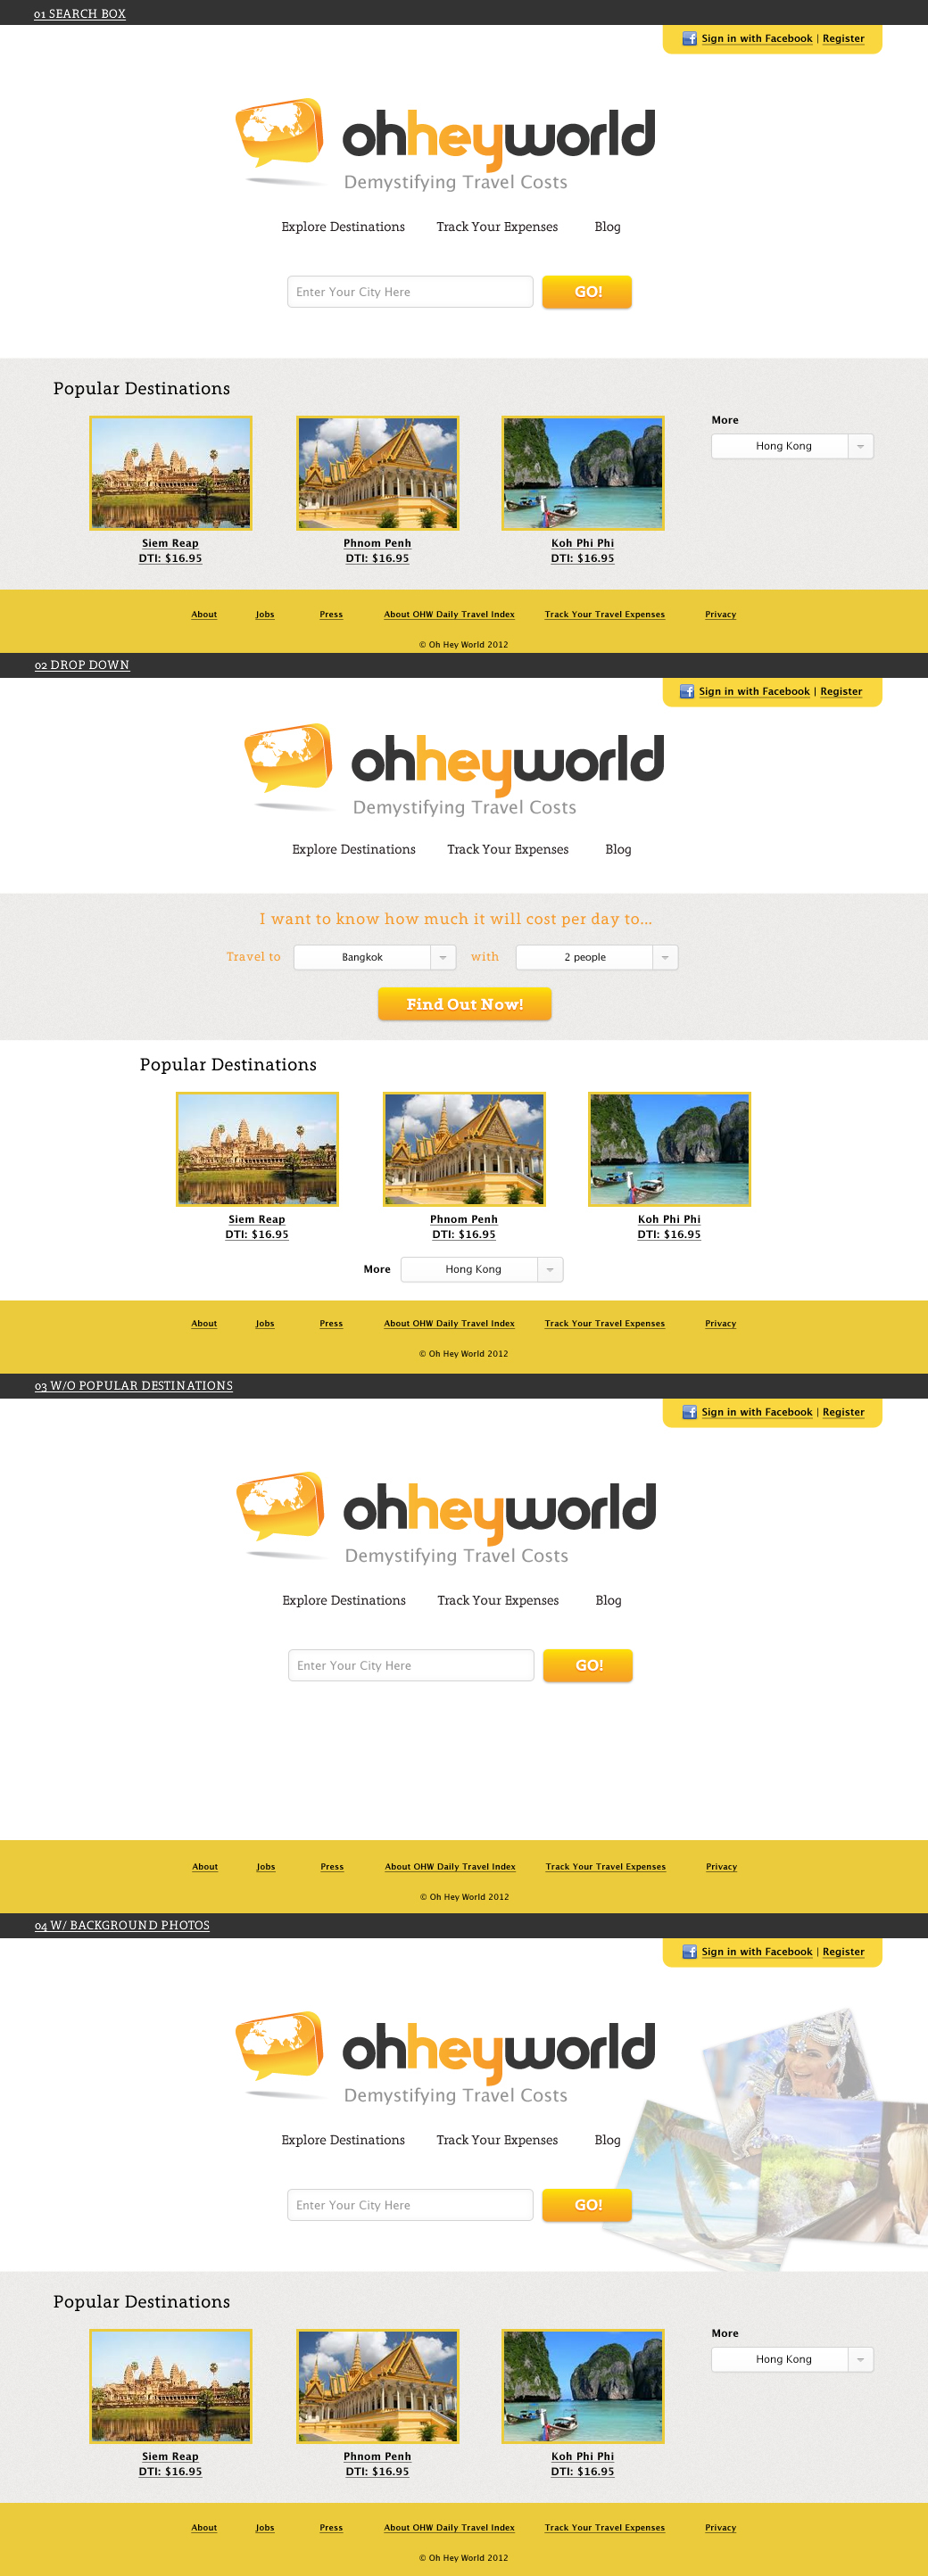 01 SEARCH BOX
Sign in with Facebook | Register
ohheyworld
Demystifying Travel Costs
Explore Destinations Track Your Expenses Blog
Enter Your City Here GO!
Popular Destinations
More
Hong Kong
Siem Reap Phnom Penh Koh Phi Phi
DTI: $16.95 DTI: $16.95 DTI: $16.95
About Jobs Press About OHW Daily Travel Index Track Your Travel Expenses Privacy
© Oh Hey World 2012
02 DROP DOWN
Sign in with Facebook | Register
ohheyworld
Demystifying Travel Costs
Explore Destinations Track Your Expenses Blog
I want to know how much it will cost per day to...
Travel to Bangkok with 2 people
Find Out Now!
Popular Destinations
Siem Reap Phnom Penh Koh Phi Phi
DTI: $16.95 DTI: $16.95 DTI: $16.95
More Hong Kong
About Jobs Press About OHW Daily Travel Index Track Your Travel Expenses Privacy
© Oh Hey World 2012
03 W/O POPULAR DESTINATIONS
Sign in with Facebook | Register
ohheyworld
Demystifying Travel Costs
Explore Destinations Track Your Expenses Blog
Enter Your City Here GO!
About Jobs Press About OHW Daily Travel Index Track Your Travel Expenses Privacy
© Oh Hey World 2012
04 W/ BACKGROUND PHOTOS
Sign in with Facebook | Register
ohheyworld
Demystifying Travel Costs
Explore Destinations Track Your Expenses Blog
Enter Your City Here GO!
Popular Destinations
More
Hong Kong
Siem Reap Phnom Penh Koh Phi Phi
DTI: $16.95 DTI: $16.95 DTI: $16.95
About Jobs Press About OHW Daily Travel Index Track Your Travel Expenses Privacy
© Oh Hey World 2012